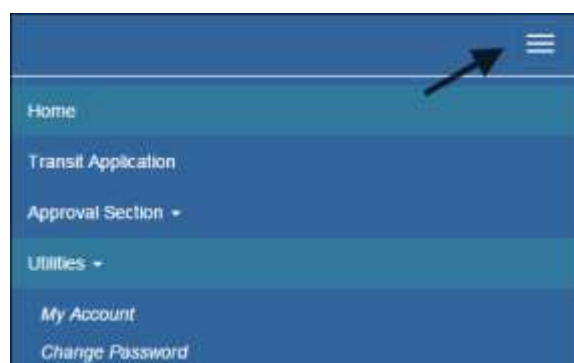 Home
Transit Application
Approval Section
Utilities
My Account
Change Password